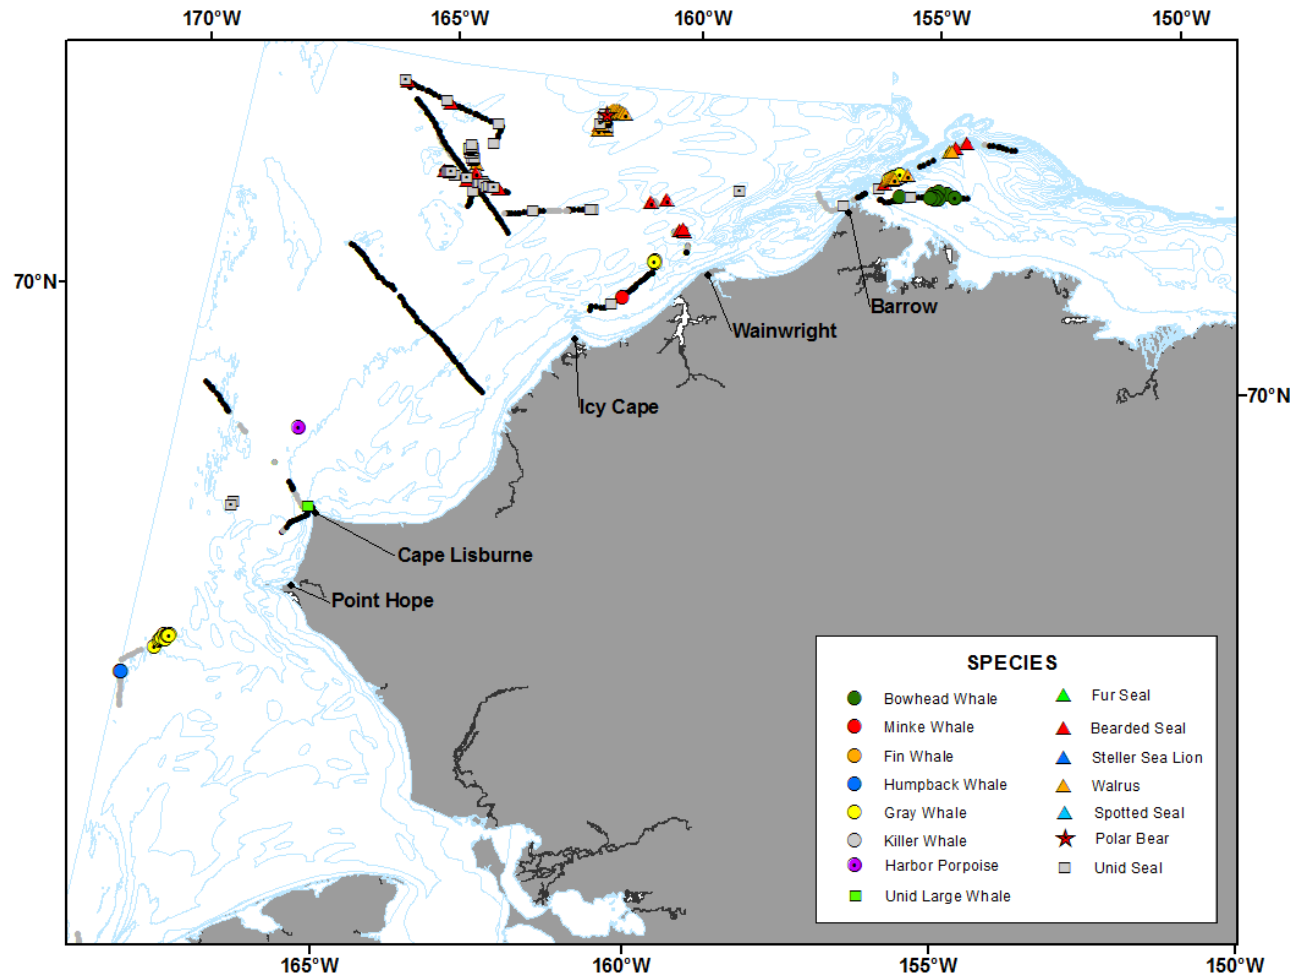 170°W 165°W 160°W 155°W 150°W
70°N
Barrow
Wainwright
70°N
Icy Cape
Cape Lisburne
Point Hope
SPECIES
Bowhead Whale
Minke Whale
Fin Whale
Humpback Whale
Gray Whale
Killer Whale
Harbor Porpoise
Unid Large Whale
Fur Seal
Bearded Seal
Steller Sea Lion
Walrus
Spotted Seal
Polar Bear
Unid Seal
165°W 160°W 155°W 150°W